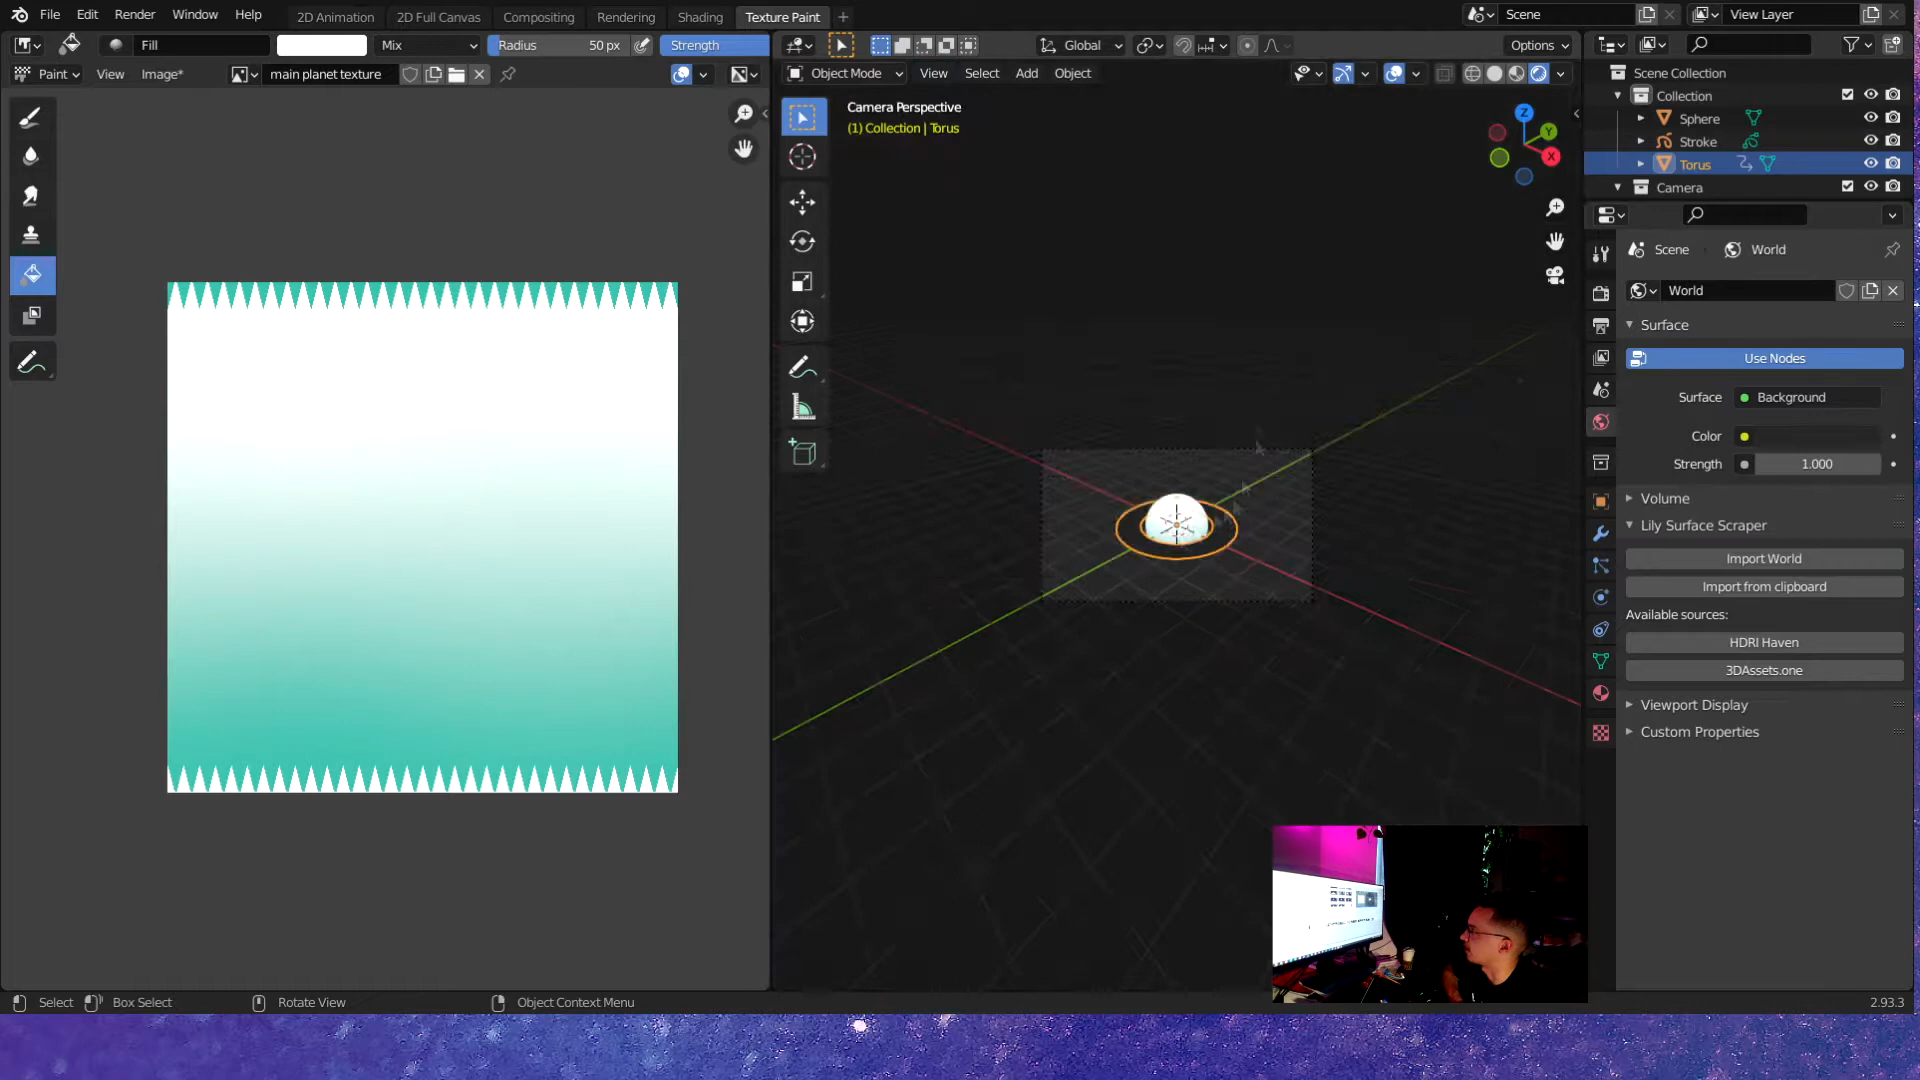 File Edit Render Window Help 2D Animation 2D Full Canvas Compositing Rendering Shading Texture Paint Scene View Layer
Fill Mix Radius 50 px Strength Global Options
Paint View Image* main planet texture Object Mode View Select Add Object
Camera Perspective
(1) Collection | Torus
Scene Collection
Collection
Sphere
Stroke
Torus
Camera
Scene World
World
Surface
Use Nodes
Surface Background
Color
Strength 1.000
Volume
Lily Surface Scraper
Import World
Import from clipboard
Available sources:
HDRI Haven
3DAssets.one
Viewport Display
Custom Properties
Z
Y
X
Select Box Select Rotate View Object Context Menu 2.93.3